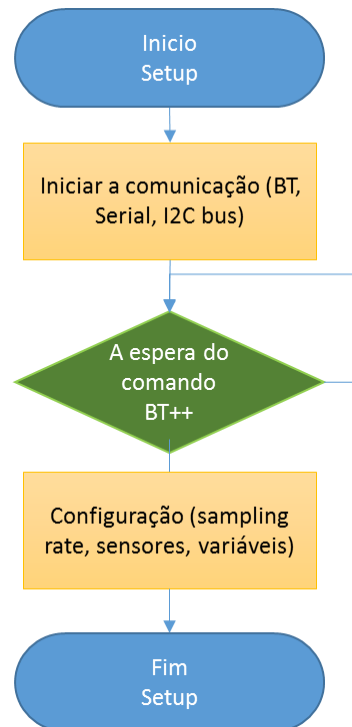 Inicio
Setup
Iniciar a comunicação (BT,
Serial, I2C bus)
A espera do
comando
BT++
Configuração (sampling
rate, sensores, variáveis)
Fim
Setup